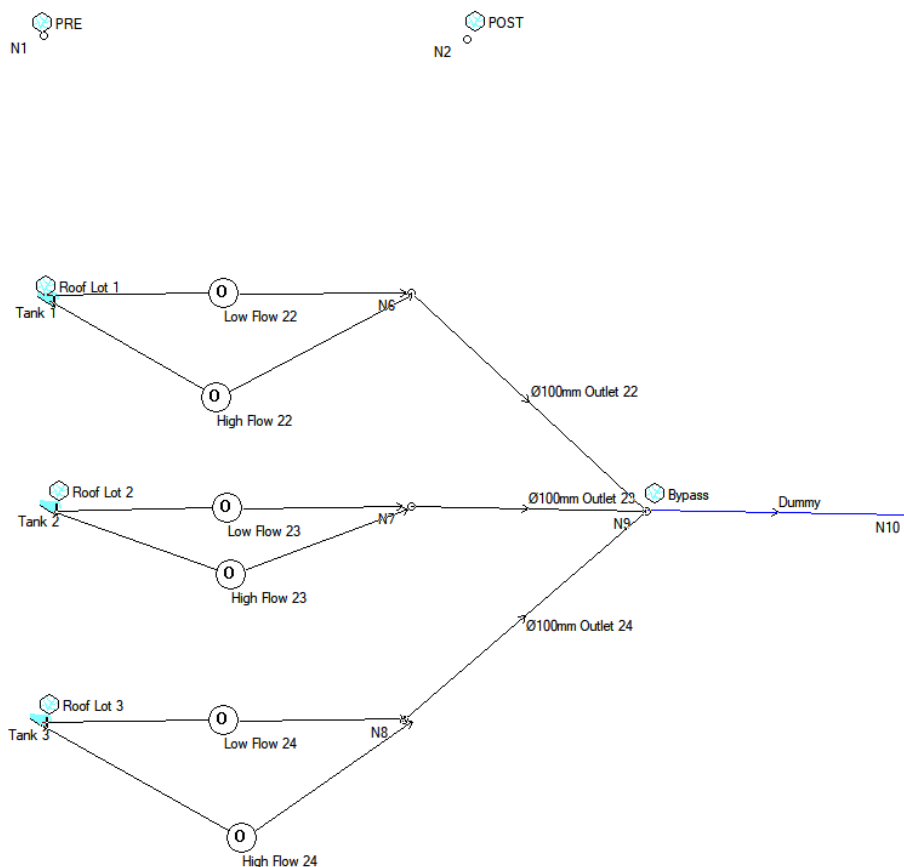 PRE
POST
N1
N2
Roof Lot 1
O
Tank 1
Low Flow 22
N6
O
High Flow 22
Ø100mm Outlet 22
Roof Lot 2
Bypass
Ø100mm Outlet 23
Dummy
O
Tank 2
N7
N9
N10
Low Flow 23
O
High Flow 23
Ø100mm Outlet 24
Roof Lot 3
O
Tank 3
Low Flow 24
N8
O
High Flow 24